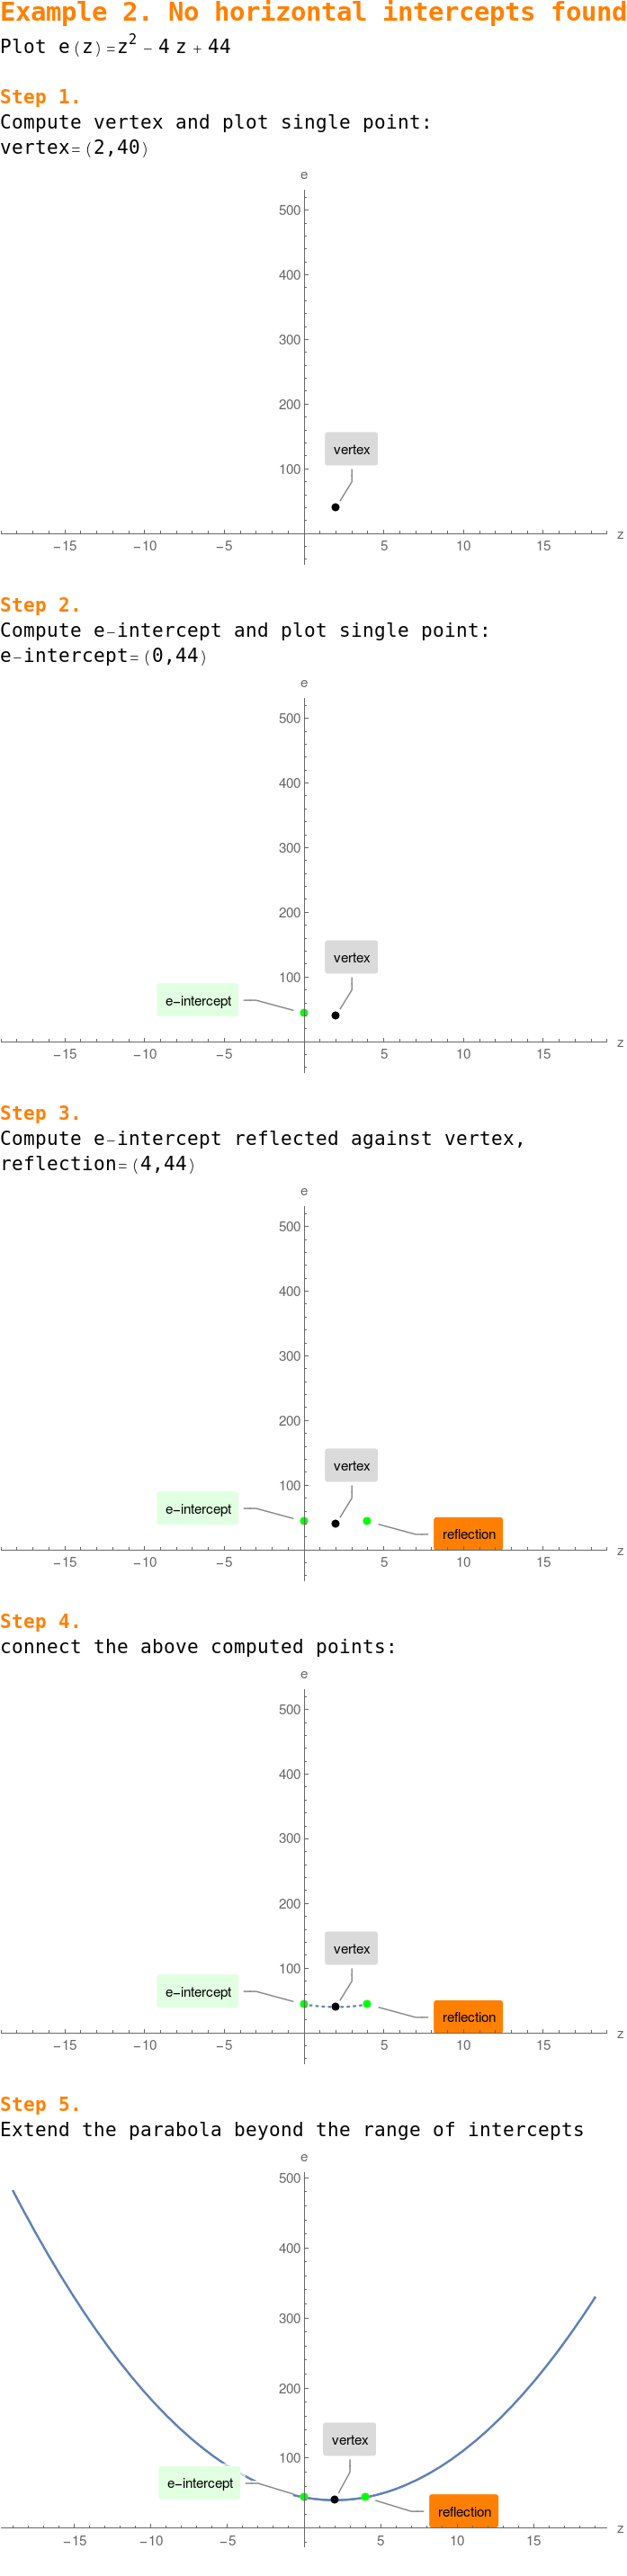 Example 2. No horizontal intercepts found
Plot e(z)=z² − 4 z + 44
Step 1.
Compute vertex and plot single point:
vertex=(2,40)
e
500
400
300
200
100
vertex
z
−15 −10 −5 5 10 15
Step 2.
Compute e−intercept and plot single point:
e−intercept=(0,44)
e
500
400
300
200
vertex
100
e−intercept
z
−15 −10 −5 5 10 15
Step 3.
Compute e−intercept reflected against vertex,
reflection=(4,44)
e
500
400
300
200
vertex
100
e−intercept
reflection
z
−15 −10 −5 5 10 15
Step 4.
connect the above computed points:
e
500
400
300
200
vertex
100
e−intercept
reflection
z
−15 −10 −5 5 10 15
Step 5.
Extend the parabola beyond the range of intercepts
e
500
400
300
200
vertex
100
e−intercept
reflection
z
−15 −10 −5 5 10 15